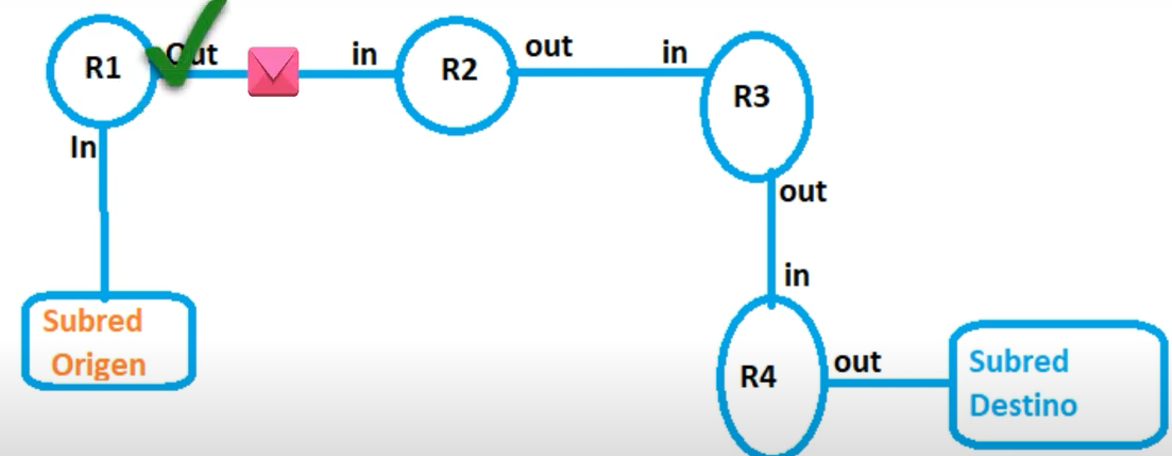 R1
Out
in
R2
out
in
R3
In
out
in
Subred
Origen
R4
out
Subred
Destino